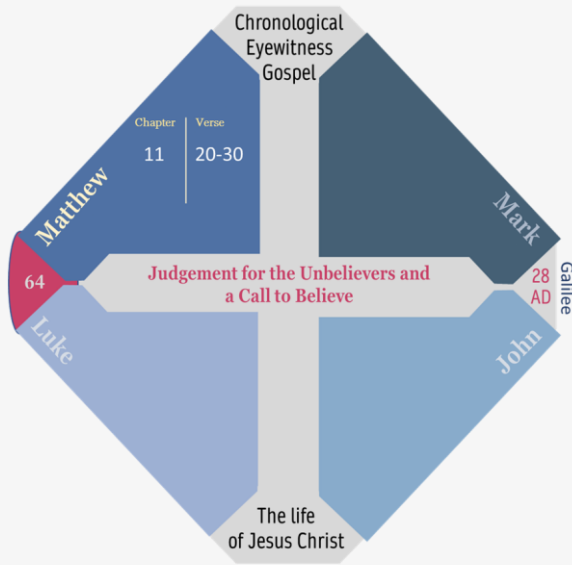 Chronological
Eyewitness
Gospel
Chapter Verse
11 20-30
Matthew
Mark
64
Judgement for the Unbelievers and
a Call to Believe
28
AD
Galilee
Luke
John
The life
of Jesus Christ